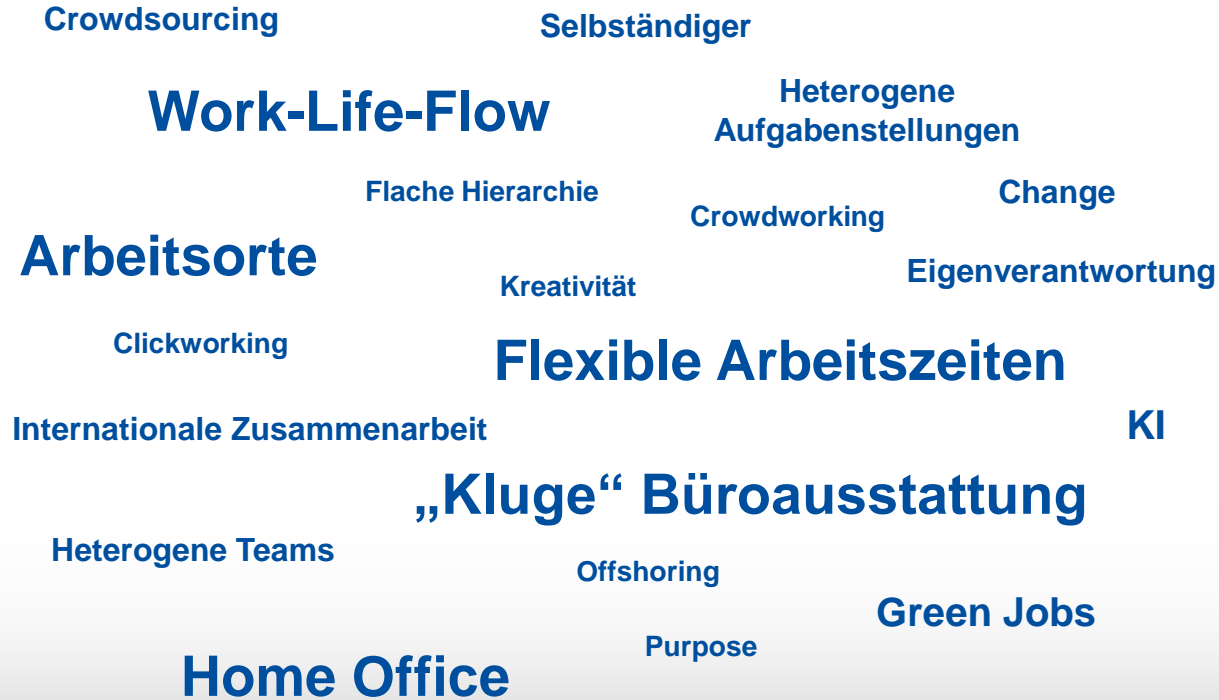 Crowdsourcing
Selbständiger
Work-Life-Flow
Heterogene
Aufgabenstellungen
Flache Hierarchie
Change
Crowdworking
Arbeitsorte
Eigenverantwortung
Kreativität
Clickworking
Flexible Arbeitszeiten
Internationale Zusammenarbeit
KI
„Kluge“ Büroausstattung
Heterogene Teams
Offshoring
Green Jobs
Purpose
Home Office